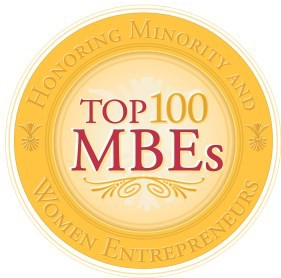 HONORING MINORITY AND
TOP 100
MBEs
WOMEN ENTREPRENEURS